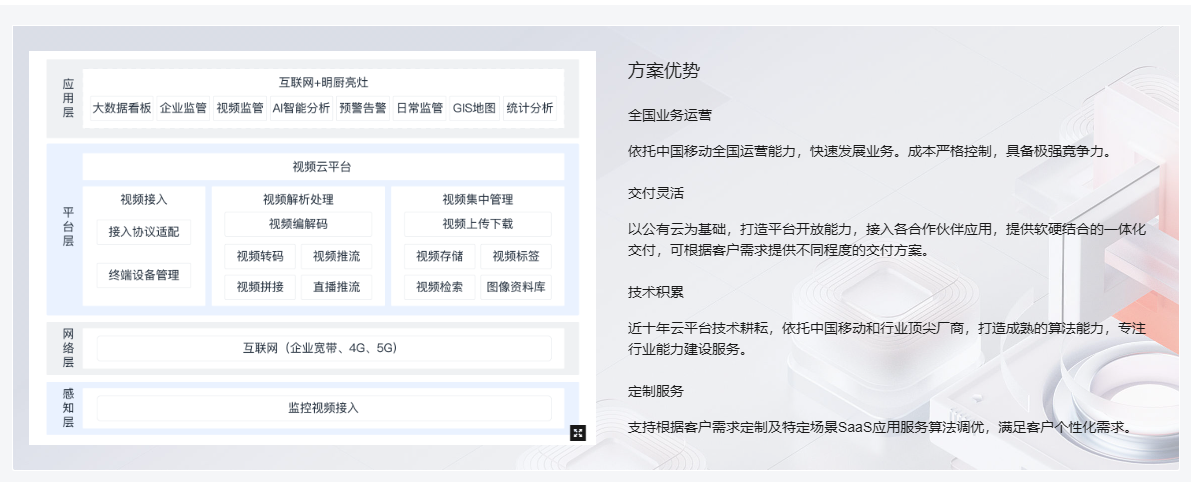 应用层
互联网+明厨亮灶
大数据看板 企业监管 视频监管 AI智能分析 预警告警 日常监管 GIS地图 统计分析
平台层
视频云平台
视频接入
接入协议适配
终端设备管理
视频解析处理
视频编解码
视频转码 视频推流
视频拼接 直播推流
视频集中管理
视频上传下载
视频存储 视频标签
视频检索 图像资料库
网络层
互联网（企业宽带、4G、5G）
感知层
监控视频接入
方案优势
全国业务运营
依托中国移动全国运营能力，快速发展业务。成本严格控制，具备极强竞争力。
交付灵活
以公有云为基础，打造平台开放能力，接入各合作伙伴应用，提供软硬结合的一体化
交付，可根据客户需求提供不同程度的交付方案。
技术积累
近十年云平台技术耕耘，依托中国移动和行业顶尖厂商，打造成熟的算法能力，专注
行业能力建设服务。
定制服务
支持根据客户需求定制及特定场景SaaS应用服务算法调优，满足客户个性化需求。